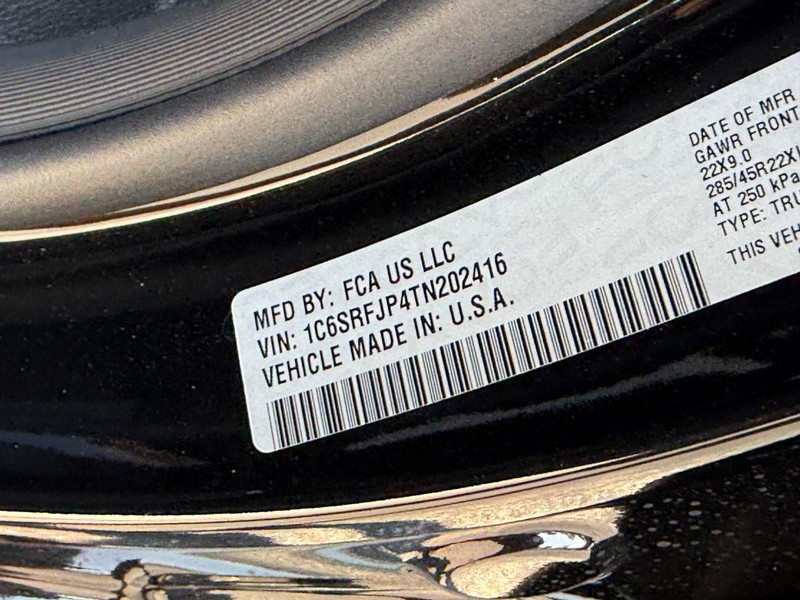 MFD BY: FCA US LLC
VIN: 1C6SRFJP4TN202416
VEHICLE MADE IN: U.S.A.
DATE OF MFR
GAWR FRONT
22X9.0
285/45R22X
AT 250 kPa
TYPE: TRU
THIS VEH